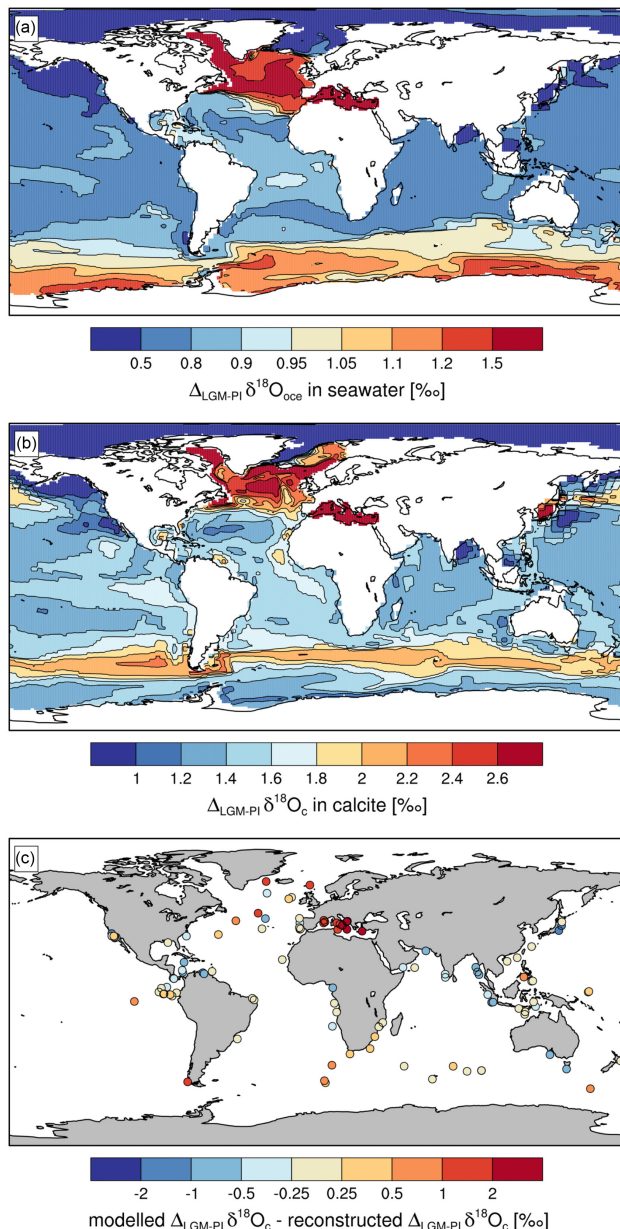 (a)
0.5 0.8 0.9 0.95 1.05 1.1 1.2 1.5
Δ_LGM-PI δ¹⁸O_oce in seawater [‰]
(b)
1 1.2 1.4 1.6 1.8 2 2.2 2.4 2.6
Δ_LGM-PI δ¹⁸O_c in calcite [‰]
(c)
-2 -1 -0.5 -0.25 0.25 0.5 1 2
modelled Δ_LGM-PI δ¹⁸O_c - reconstructed Δ_LGM-PI δ¹⁸O_c [‰]